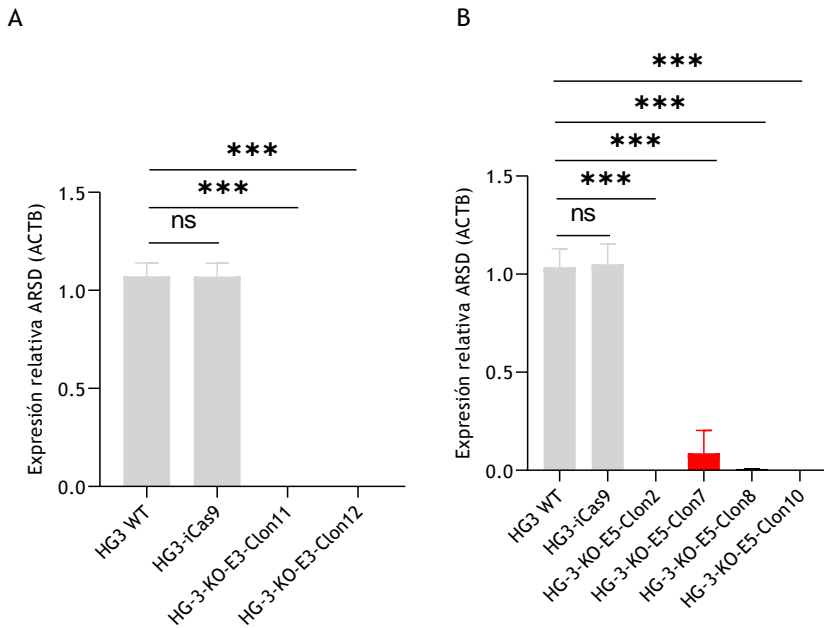 A
***
***
ns
Expresión relativa ARSD (ACTB)
1.5
1.0
0.5
0.0
HG3 WT
HG3-iCas9
HG-3-KO-E3-Clon11
HG-3-KO-E3-Clon12
B
***
***
***
***
ns
Expresión relativa ARSD (ACTB)
1.5
1.0
0.5
0.0
HG3 WT
HG3-iCas9
HG-3-KO-E5-Clon2
HG-3-KO-E5-Clon7
HG-3-KO-E5-Clon8
HG-3-KO-E5-Clon10